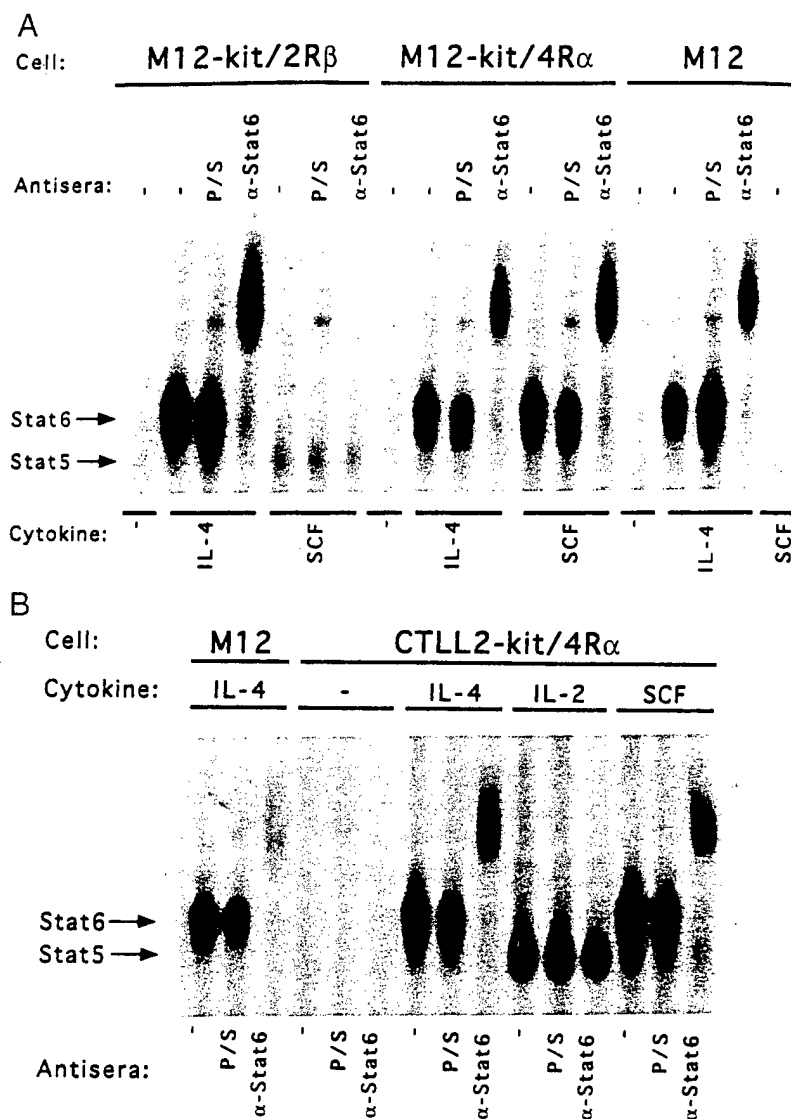 A
Cell: M12-kit/2Rβ M12-kit/4Rα M12
Antisera: - - P/S α-Stat6 - P/S α-Stat6 - - P/S α-Stat6 - P/S α-Stat6 - - P/S α-Stat6 -
Stat6
Stat5
Cytokine: - IL-4 SCF - IL-4 SCF - IL-4 SCF
B
Cell: M12 CTLL2-kit/4Rα
Cytokine: IL-4 - IL-4 IL-2 SCF
Stat6
Stat5
Antisera: - P/S α-Stat6 - P/S α-Stat6 - P/S α-Stat6 - P/S α-Stat6 - P/S α-Stat6